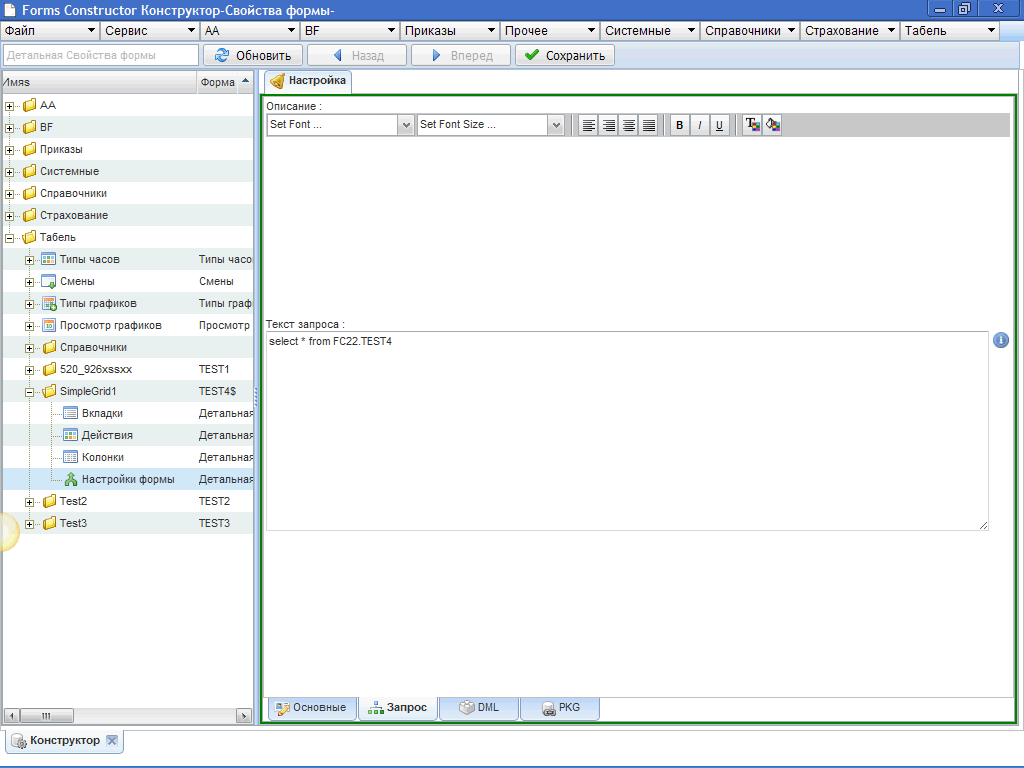 Forms Constructor Конструктор-Свойства формы-
Файл Сервис AA BF Приказы Прочее Системные Справочники Страхование Табель
Детальная Свойства формы Обновить Назад Вперед Сохранить
Имяя Форма
Настройка
Описание :
Set Font ... Set Font Size ... B I U
AA
BF
Приказы
Системные
Справочники
Страхование
Табель
Типы часов Типы часо
Смены Смены
Типы графиков Типы граф
Просмотр графиков Просмотр
Справочники
520_926xssxx TEST1
SimpleGrid1 TEST4$
Вкладки Детальная
Действия Детальная
Колонки Детальная
Настройки формы Детальная
Test2 TEST2
Test3 TEST3
Текст запроса :
select * from FC22.TEST4
Основные Запрос DML PKG
Конструктор